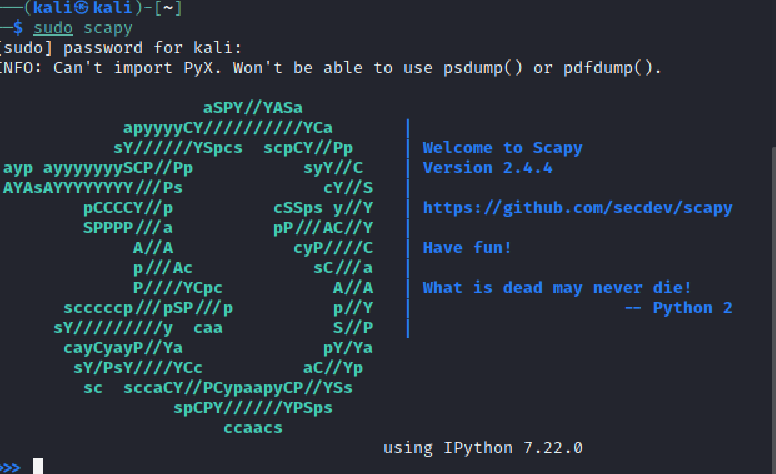 ──(kali㉿kali)-[~]
─$ sudo scapy
[sudo] password for kali:
INFO: Can't import PyX. Won't be able to use psdump() or pdfdump().
aSPY//YASa
apyyyyCY//////////YCa |
sY//////YSpcs scpCY//Pp | Welcome to Scapy
ayp ayyyyyyySCP//Pp syY//C | Version 2.4.4
AYAsAYYYYYYYY///Ps cY//S |
pCCCCY//p cSSps y//Y | https://github.com/secdev/scapy
SPPPP///a pP///AC//Y |
A//A cyP////C | Have fun!
p///Ac sC///a |
P////YCpc A//A | What is dead may never die!
scccccp///pSP///p p//Y | -- Python 2
sY/////////y caa S//P |
cayCyayP//Ya pY/Ya
sY/PsY////YCc aC//Yp
sc sccaCY//PCypaapyCP//YSs
spCPY//////YPSps
ccaacs
using IPython 7.22.0
>>>